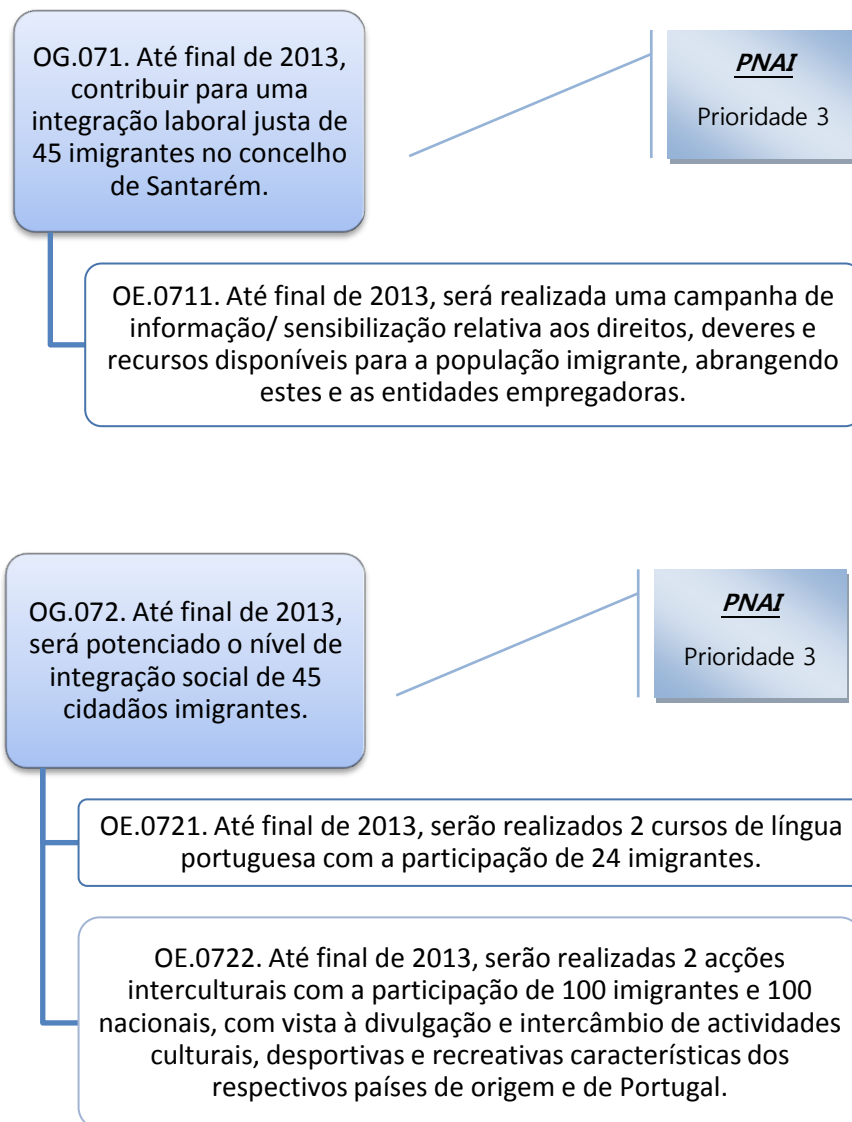 OG.071. Até final de 2013,
contribuir para uma
integração laboral justa de
45 imigrantes no concelho
de Santarém.
PNAI
Prioridade 3
OE.0711. Até final de 2013, será realizada uma campanha de
informação/ sensibilização relativa aos direitos, deveres e
recursos disponíveis para a população imigrante, abrangendo
estes e as entidades empregadoras.
OG.072. Até final de 2013,
será potenciado o nível de
integração social de 45
cidadãos imigrantes.
PNAI
Prioridade 3
OE.0721. Até final de 2013, serão realizados 2 cursos de língua
portuguesa com a participação de 24 imigrantes.
OE.0722. Até final de 2013, serão realizadas 2 acções
interculturais com a participação de 100 imigrantes e 100
nacionais, com vista à divulgação e intercâmbio de actividades
culturais, desportivas e recreativas características dos
respectivos países de origem e de Portugal.